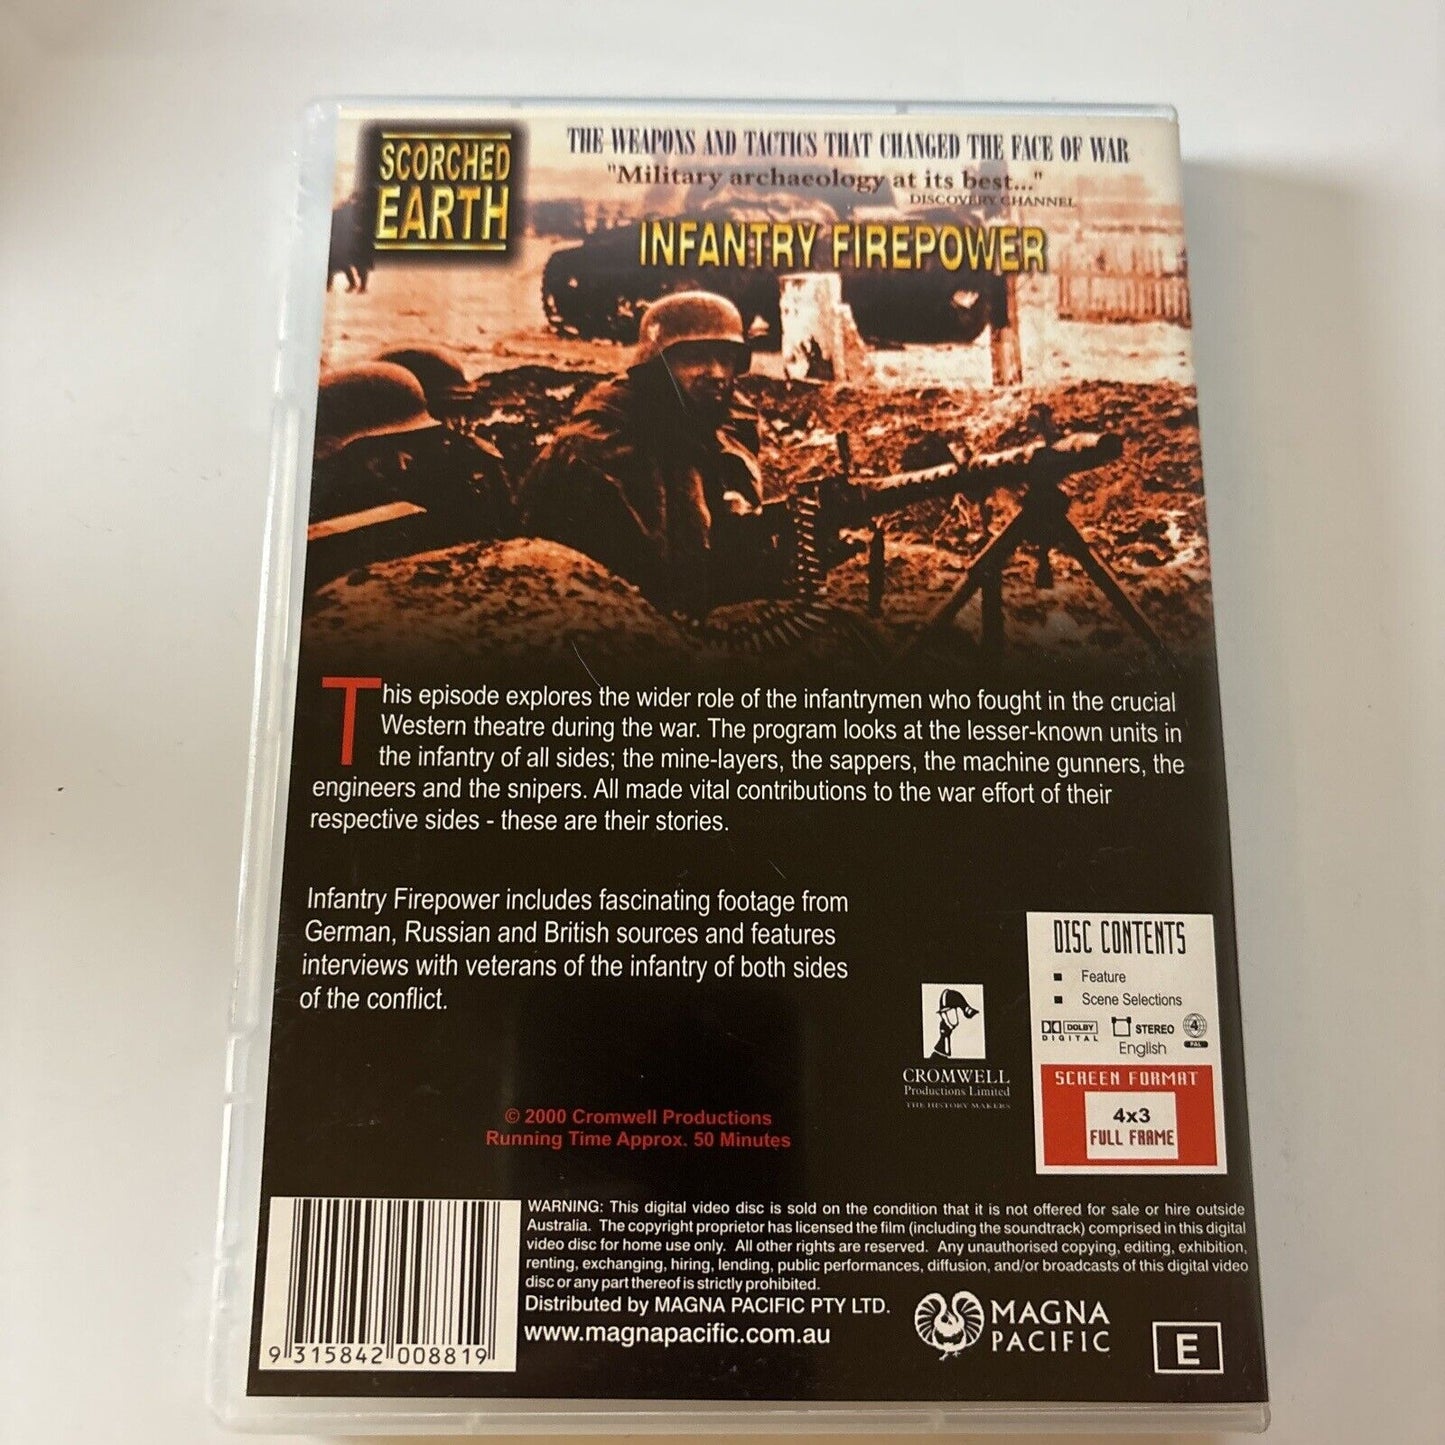 SCORCHED
EARTH
THE WEAPONS AND TACTICS THAT CHANGED THE FACE OF WAR
"Military archaeology at its best..."
DISCOVERY CHANNEL
INFANTRY FIREPOWER
This episode explores the wider role of the infantrymen who fought in the crucial
Western theatre during the war. The program looks at the lesser-known units in
the infantry of all sides; the mine-layers, the sappers, the machine gunners, the
engineers and the snipers. All made vital contributions to the war effort of their
respective sides - these are their stories.
Infantry Firepower includes fascinating footage from
German, Russian and British sources and features
interviews with veterans of the infantry of both sides
of the conflict.
DISC CONTENTS
■ Feature
■ Scene Selections
DOLBY
DIGITAL
STEREO
English
4
PAL
SCREEN FORMAT
4x3
FULL FRAME
CROMWELL
Productions Limited
THE HISTORY MAKERS
© 2000 Cromwell Productions
Running Time Approx. 50 Minutes
WARNING: This digital video disc is sold on the condition that it is not offered for sale or hire outside
Australia. The copyright proprietor has licensed the film (including the soundtrack) comprised in this digital
video disc for home use only. All other rights are reserved. Any unauthorised copying, editing, exhibition,
renting, exchanging, hiring, lending, public performances, diffusion, and/or broadcasts of this digital video
disc or any part thereof is strictly prohibited.
Distributed by MAGNA PACIFIC PTY LTD.
www.magnapacific.com.au
MAGNA
PACIFIC
E
9 315842 008819